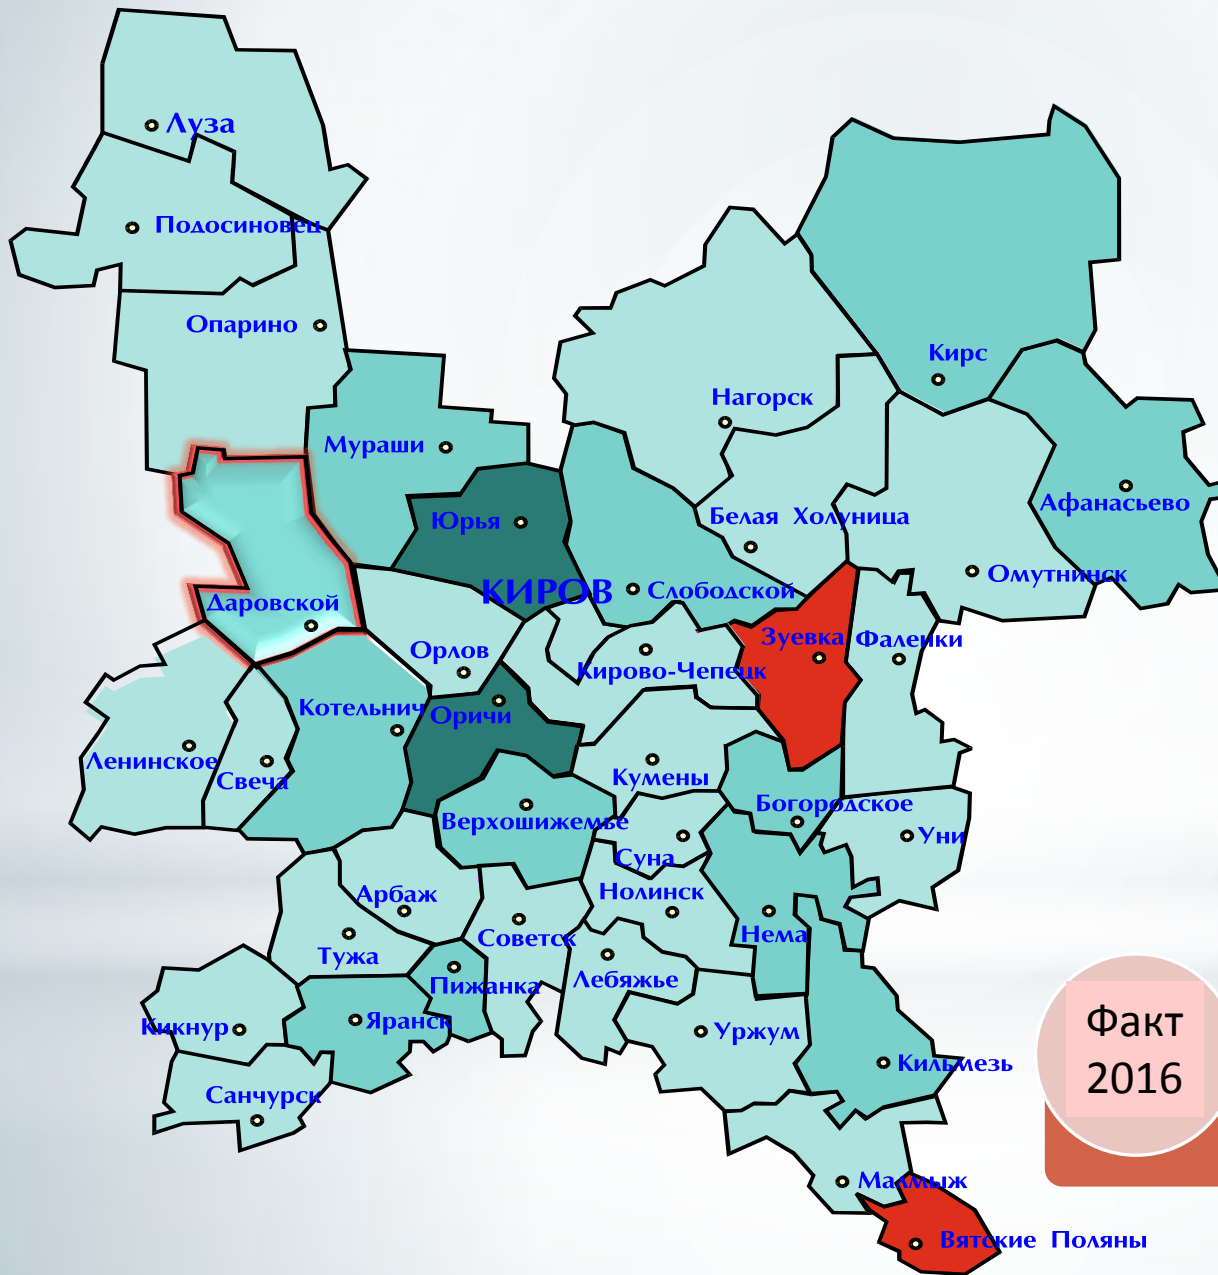 Луза
Подосиновец
Опарино
Кирс
Нагорск
Мураши
Афанасьево
Юрья
Белая Холуница
Омутнинск
КИРОВ
Слободской
Даровской
Зуевка
Фаленки
Орлов
Кирово-Чепецк
Котельнич
Оричи
Ленинское
Свеча
Кумены
Богородское
Верхошижемье
Уни
Суна
Арбаж
Нолинск
Советск
Нема
Тужа
Лебяжье
Пижанка
Кикнур
Яранск
Уржум
Факт
2016
Кильмезь
Санчурск
Малмыж
Вятские Поляны